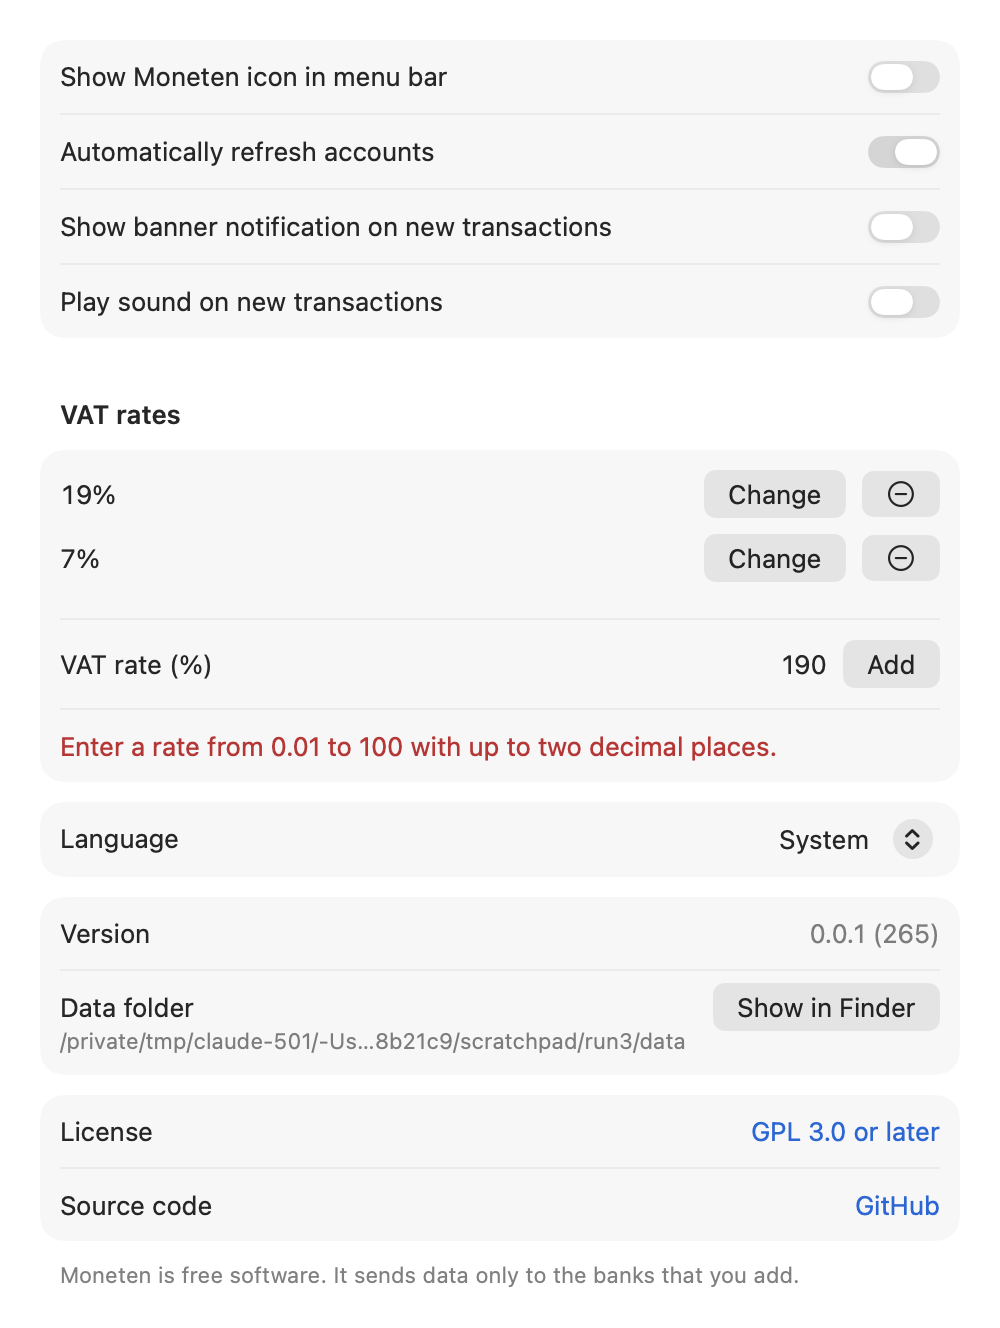 Show Moneten icon in menu bar
Automatically refresh accounts
Show banner notification on new transactions
Play sound on new transactions
VAT rates
19% Change
7% Change
VAT rate (%) 190 Add
Enter a rate from 0.01 to 100 with up to two decimal places.
Language System
Version 0.0.1 (265)
Data folder Show in Finder
/private/tmp/claude-501/-Us...8b21c9/scratchpad/run3/data
License GPL 3.0 or later
Source code GitHub
Moneten is free software. It sends data only to the banks that you add.